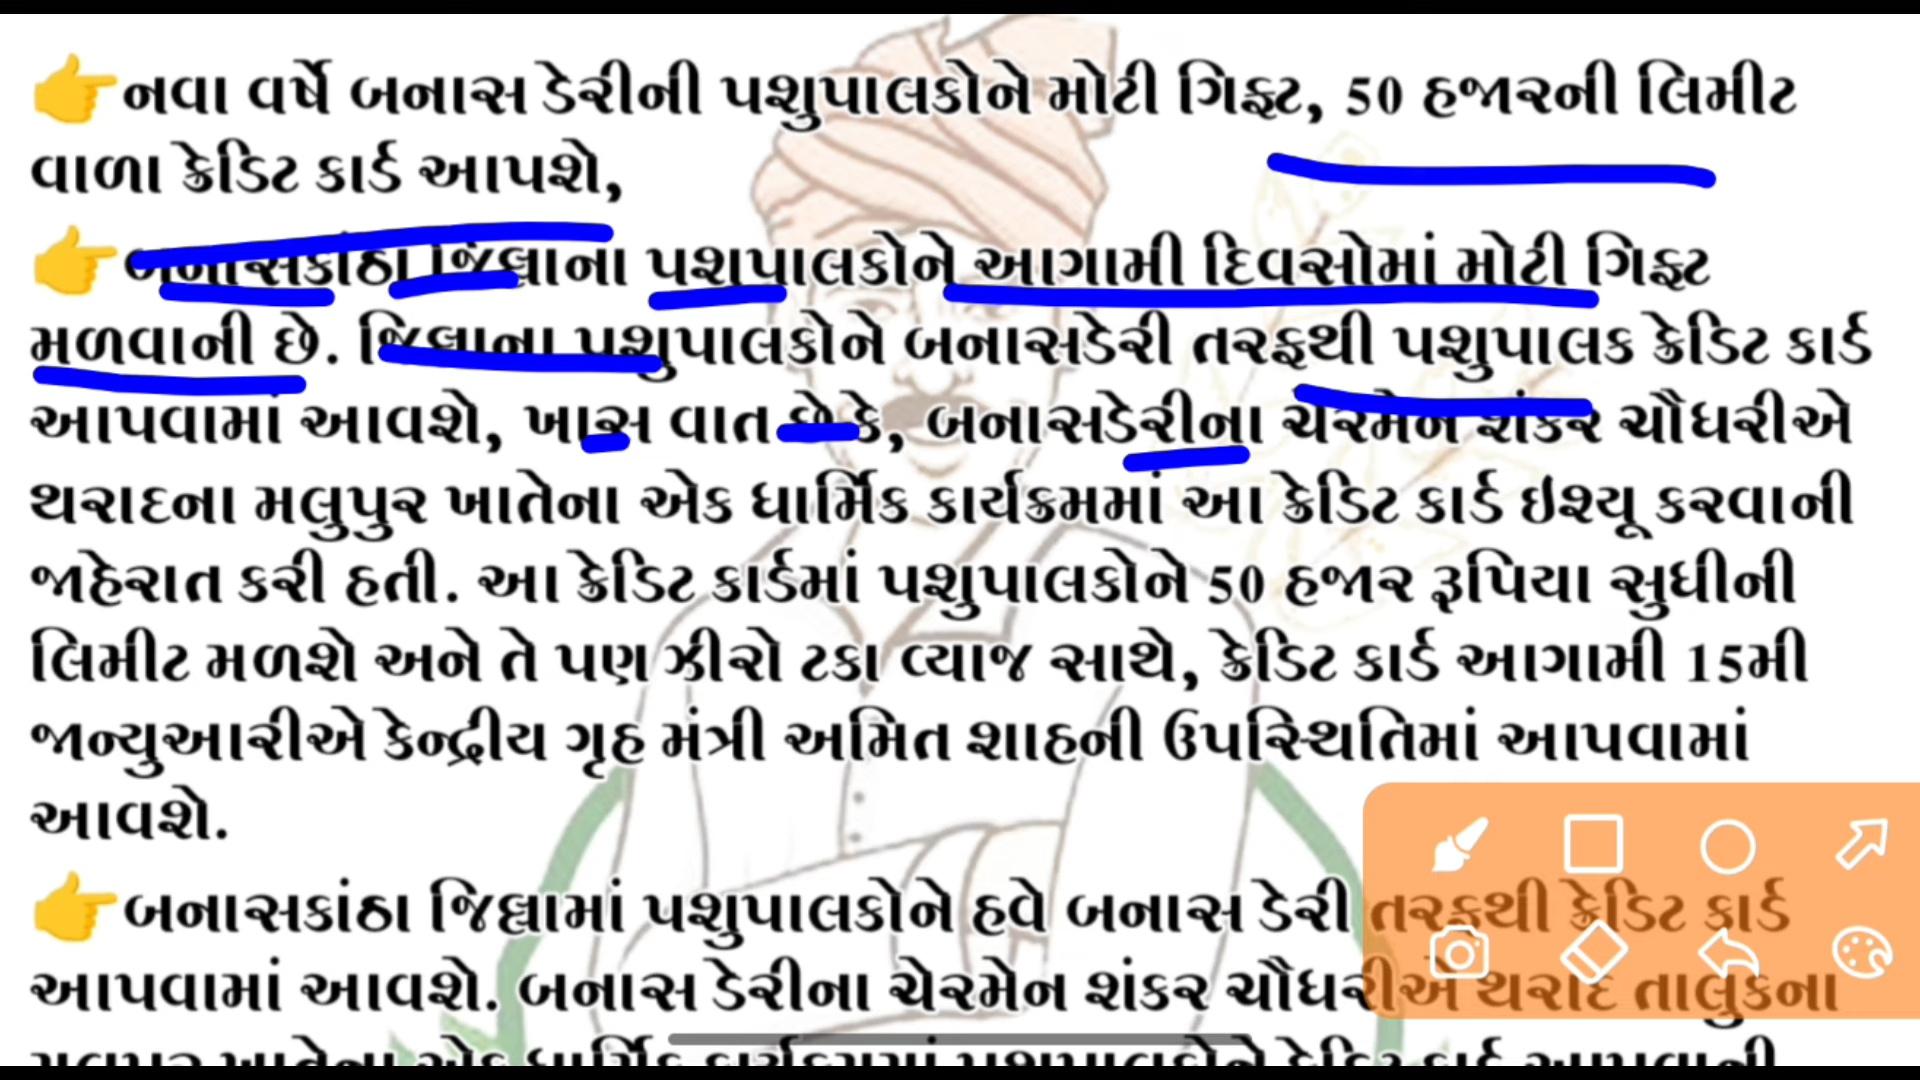 👉નવા વર્ષે બનાસ ડેરીની પશુપાલકોને મોટી ગિફ્ટ, 50 હજારની લિમીટ
વાળા ક્રેડિટ કાર્ડ આપશે,
👉બનાસકાંઠા જિલ્લાના પશુપાલકોને આગામી દિવસોમાં મોટી ગિફ્ટ
મળવાની છે. જિલ્લાના પશુપાલકોને બનાસડેરી તરફથી પશુપાલક ક્રેડિટ કાર્ડ
આપવામાં આવશે, ખાસ વાત છે કે, બનાસડેરીના ચેરમેન શંકર ચૌધરીએ
થરાદના મલુપુર ખાતેના એક ધાર્મિક કાર્યક્રમમાં આ ક્રેડિટ કાર્ડ ઇશ્યૂ કરવાની
જાહેરાત કરી હતી. આ ક્રેડિટ કાર્ડમાં પશુપાલકોને 50 હજાર રૂપિયા સુધીની
લિમીટ મળશે અને તે પણ ઝીરો ટકા વ્યાજ સાથે, ક્રેડિટ કાર્ડ આગામી 15મી
જાન્યુઆરીએ કેન્દ્રીય ગૃહ મંત્રી અમિત શાહની ઉપસ્થિતિમાં આપવામાં
આવશે.
👉બનાસકાંઠા જિલ્લામાં પશુપાલકોને હવે બનાસ ડેરી તરફથી ક્રેડિટ કાર્ડ
આપવામાં આવશે. બનાસ ડેરીના ચેરમેન શંકર ચૌધરીએ થરાદ તાલુકના